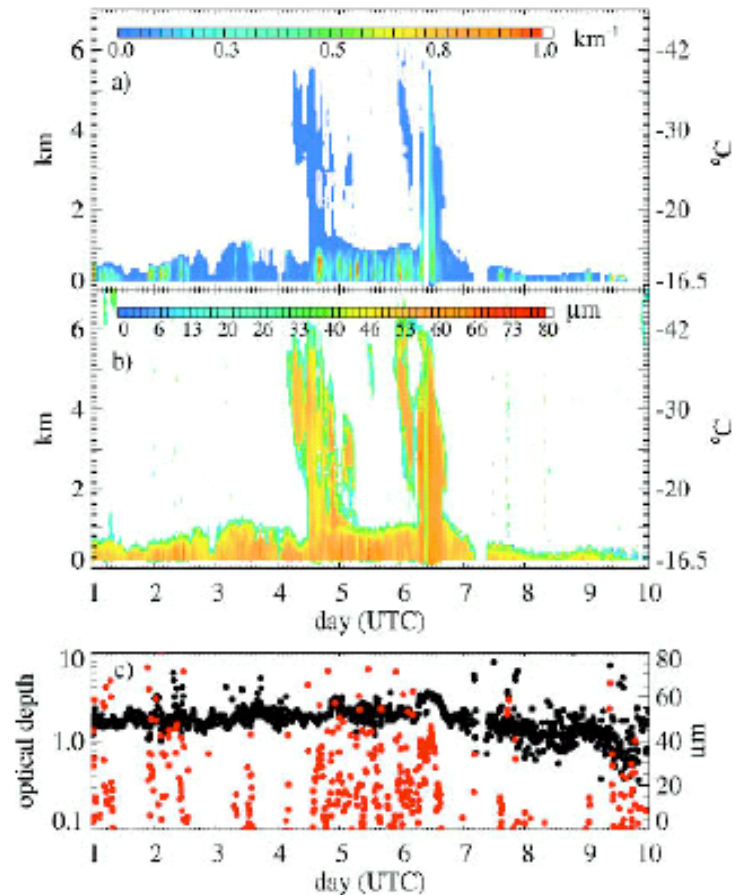 0.0 0.3 0.5 0.8 1.0 km⁻¹
a)
6
4
2
0
km
-42
-30
-20
-16.5
°C
0 6 13 20 26 33 40 46 53 60 66 73 80 μm
b)
6
4
2
0
km
-42
-30
-20
-16.5
°C
1 2 3 4 5 6 7 8 9 10
day (UTC)
c)
10
1.0
0.1
optical depth
80
60
40
20
0
μm
1 2 3 4 5 6 7 8 9 10
day (UTC)